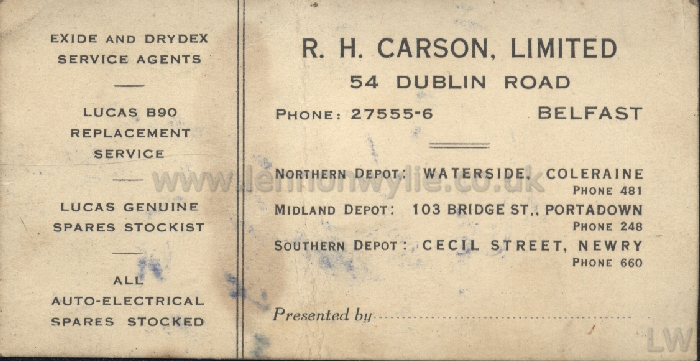 EXIDE AND DRYDEX
SERVICE AGENTS
LUCAS B90
REPLACEMENT
SERVICE
LUCAS GENUINE
SPARES STOCKIST
ALL
AUTO-ELECTRICAL
SPARES STOCKED
R. H. CARSON, LIMITED
54 DUBLIN ROAD
PHONE: 27555-6 BELFAST
NORTHERN DEPOT: WATERSIDE, COLERAINE
PHONE 481
MIDLAND DEPOT: 103 BRIDGE ST., PORTADOWN
PHONE 248
SOUTHERN DEPOT: CECIL STREET, NEWRY
PHONE 660
Presented by
www.lennonwylie.co.uk
LW